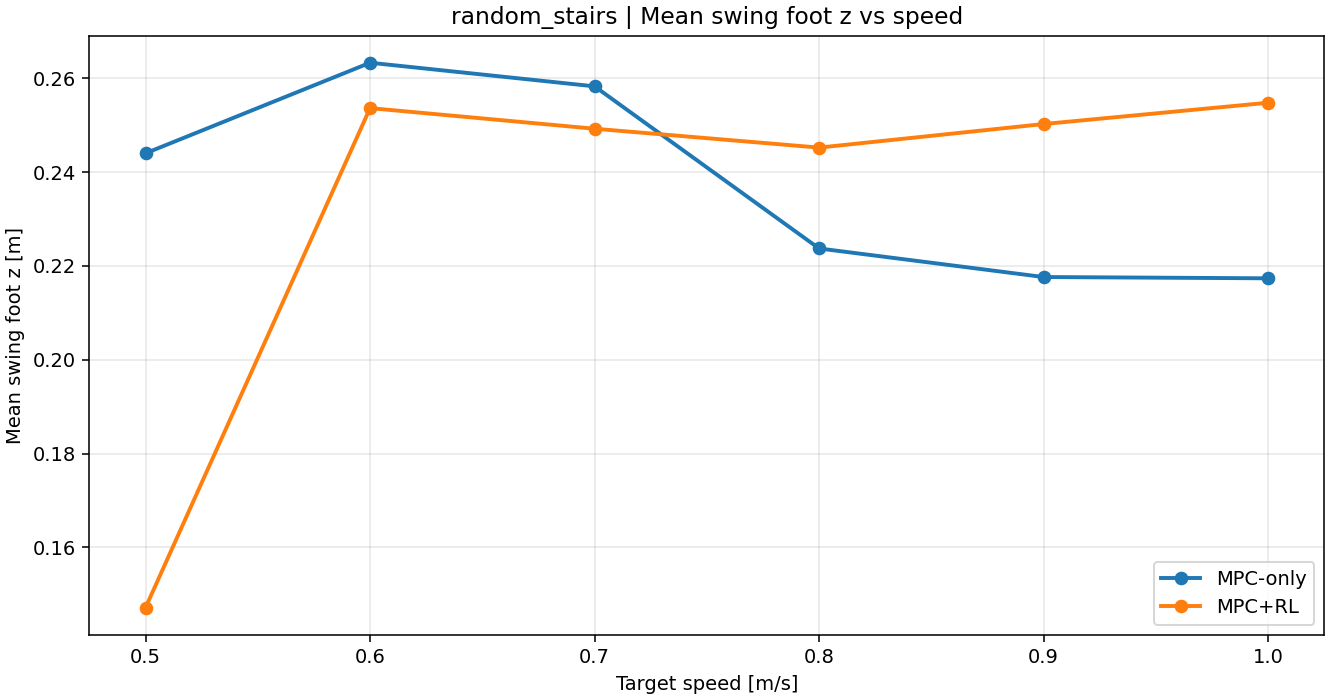 random_stairs | Mean swing foot z vs speed
Mean swing foot z [m]
0.26
0.24
0.22
0.20
0.18
0.16
0.5 0.6 0.7 0.8 0.9 1.0
Target speed [m/s]
MPC-only
MPC+RL